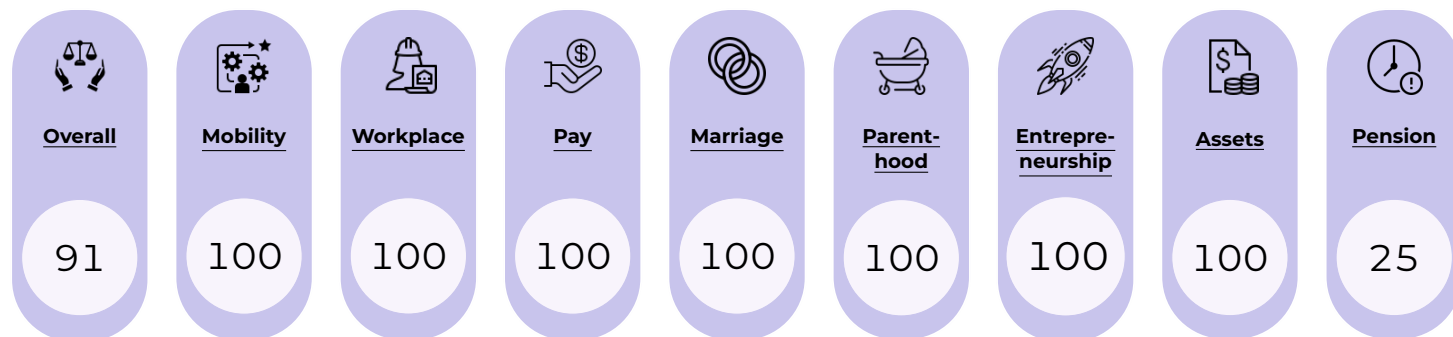 Overall
Mobility
Workplace
Pay
Marriage
Parent-
hood
Entrepre-
neurship
Assets
Pension
$
$
91
100
100
100
100
100
100
100
25